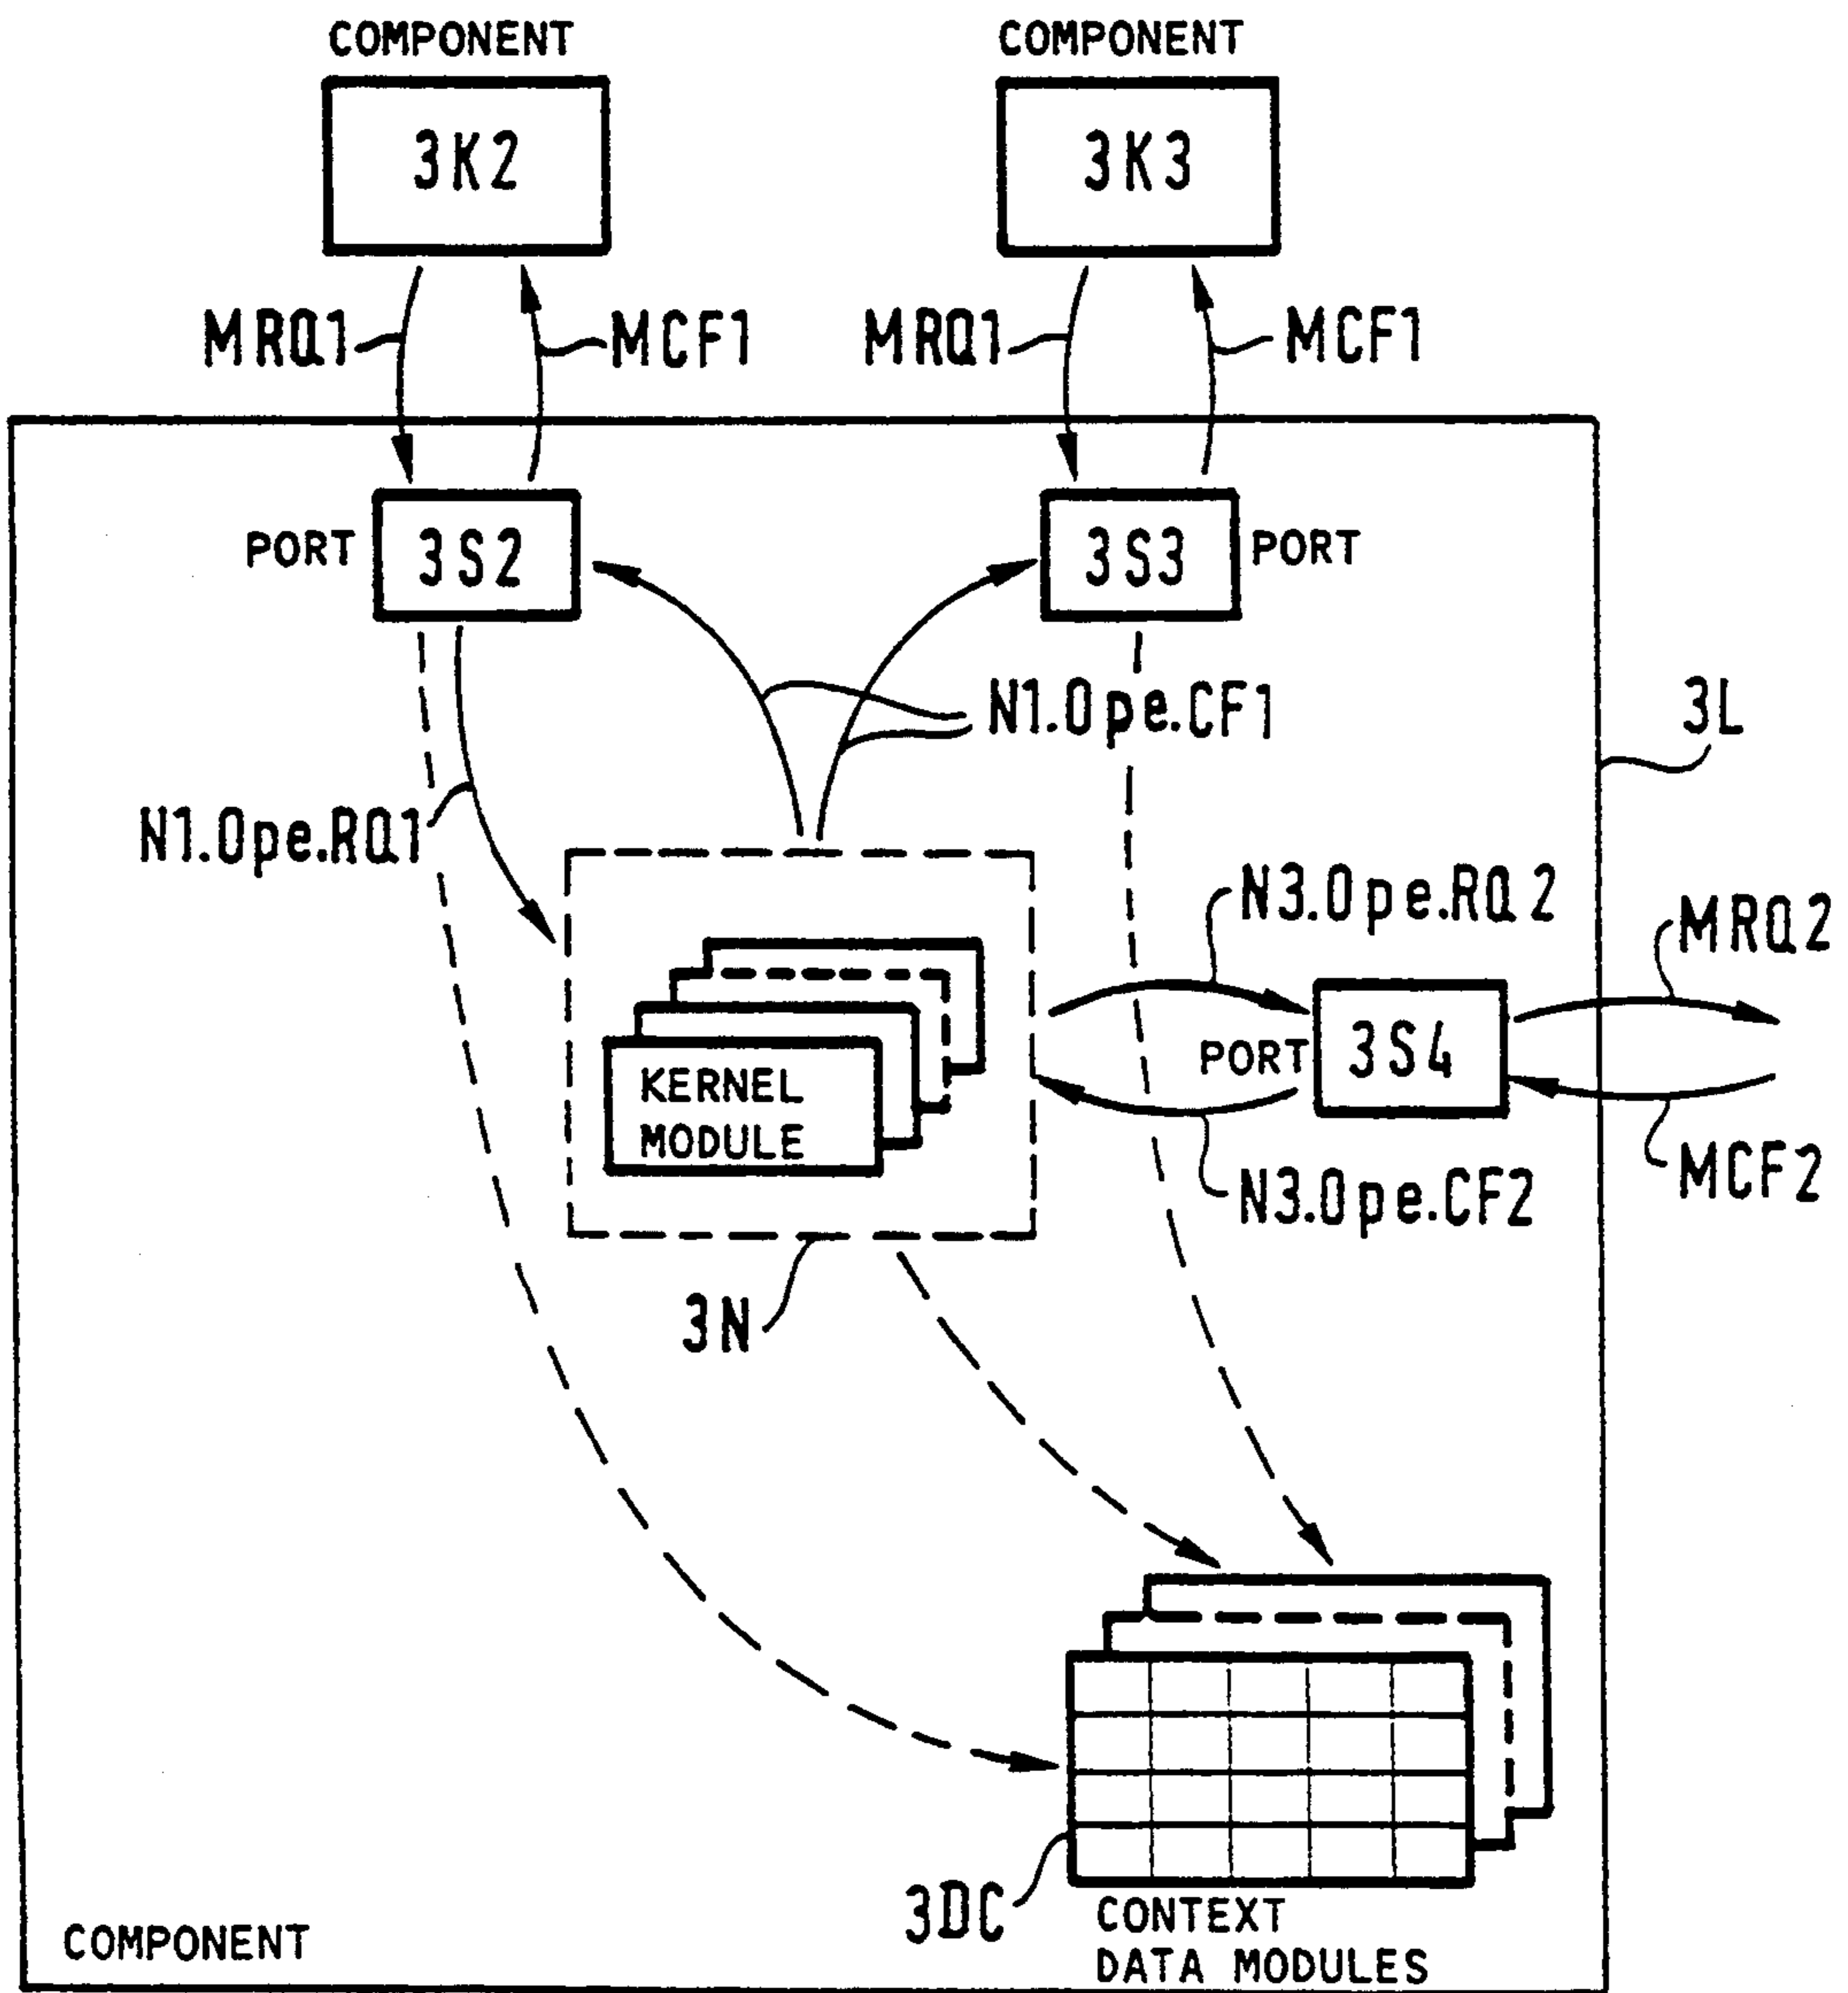 COMPONENT
COMPONENT
3K2
3K3
MRQ1
MCF1
MRQ1
MCF1
PORT
3S2
3S3
PORT
N1.Ope.CF1
3L
N1.Ope.RQ1
N3.Ope.RQ2
MRQ2
PORT
3S4
KERNEL
MODULE
N3.Ope.CF2
MCF2
3N
3DC
CONTEXT
DATA MODULES
COMPONENT